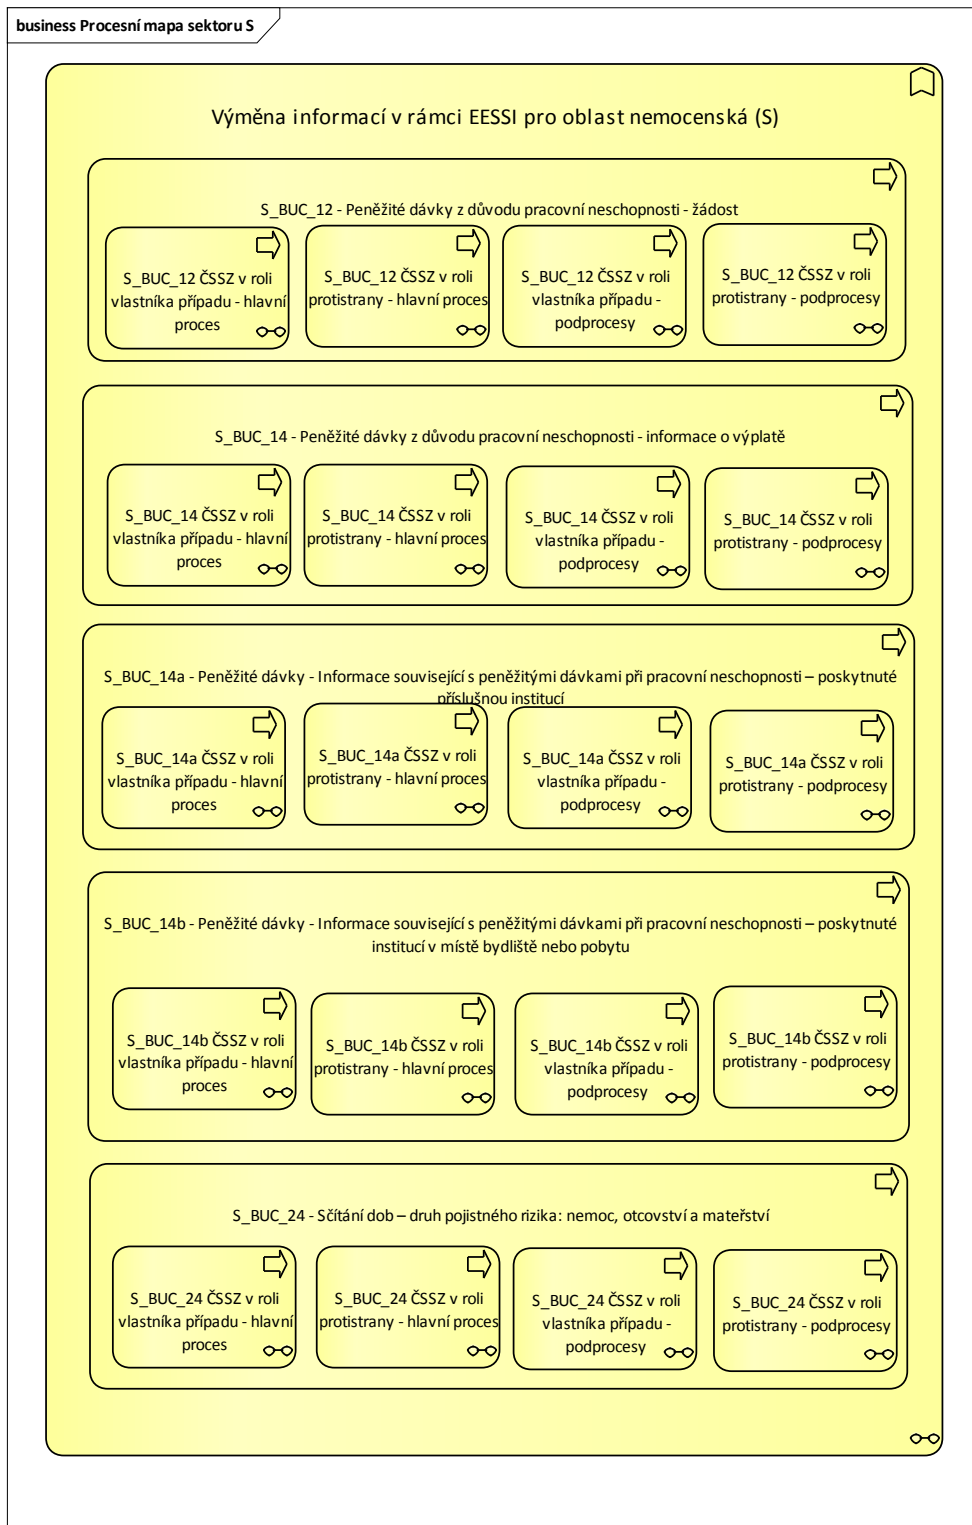 business Procesní mapa sektoru S
Výměna informací v rámci EESSI pro oblast nemocenská (S)
S_BUC_12 - Peněžité dávky z důvodu pracovní neschopnosti - žádost
S_BUC_12 ČSSZ v roli
vlastníka případu - hlavní
proces
S_BUC_12 ČSSZ v roli
protistrany - hlavní proces
S_BUC_12 ČSSZ v roli
vlastníka případu -
podprocesy
S_BUC_12 ČSSZ v roli
protistrany - podprocesy
S_BUC_14 - Peněžité dávky z důvodu pracovní neschopnosti - informace o výplatě
S_BUC_14 ČSSZ v roli
vlastníka případu - hlavní
proces
S_BUC_14 ČSSZ v roli
protistrany - hlavní proces
S_BUC_14 ČSSZ v roli
vlastníka případu -
podprocesy
S_BUC_14 ČSSZ v roli
protistrany - podprocesy
S_BUC_14a - Peněžité dávky - Informace související s peněžitými dávkami při pracovní neschopnosti – poskytnuté
příslušnou institucí
S_BUC_14a ČSSZ v roli
vlastníka případu - hlavní
proces
S_BUC_14a ČSSZ v roli
protistrany - hlavní proces
S_BUC_14a ČSSZ v roli
vlastníka případu -
podprocesy
S_BUC_14a ČSSZ v roli
protistrany - podprocesy
S_BUC_14b - Peněžité dávky - Informace související s peněžitými dávkami při pracovní neschopnosti – poskytnuté
institucí v místě bydliště nebo pobytu
S_BUC_14b ČSSZ v roli
vlastníka případu - hlavní
proces
S_BUC_14b ČSSZ v roli
protistrany - hlavní proces
S_BUC_14b ČSSZ v roli
vlastníka případu -
podprocesy
S_BUC_14b ČSSZ v roli
protistrany - podprocesy
S_BUC_24 - Sčítání dob – druh pojistného rizika: nemoc, otcovství a mateřství
S_BUC_24 ČSSZ v roli
vlastníka případu - hlavní
proces
S_BUC_24 ČSSZ v roli
protistrany - hlavní proces
S_BUC_24 ČSSZ v roli
vlastníka případu -
podprocesy
S_BUC_24 ČSSZ v roli
protistrany - podprocesy